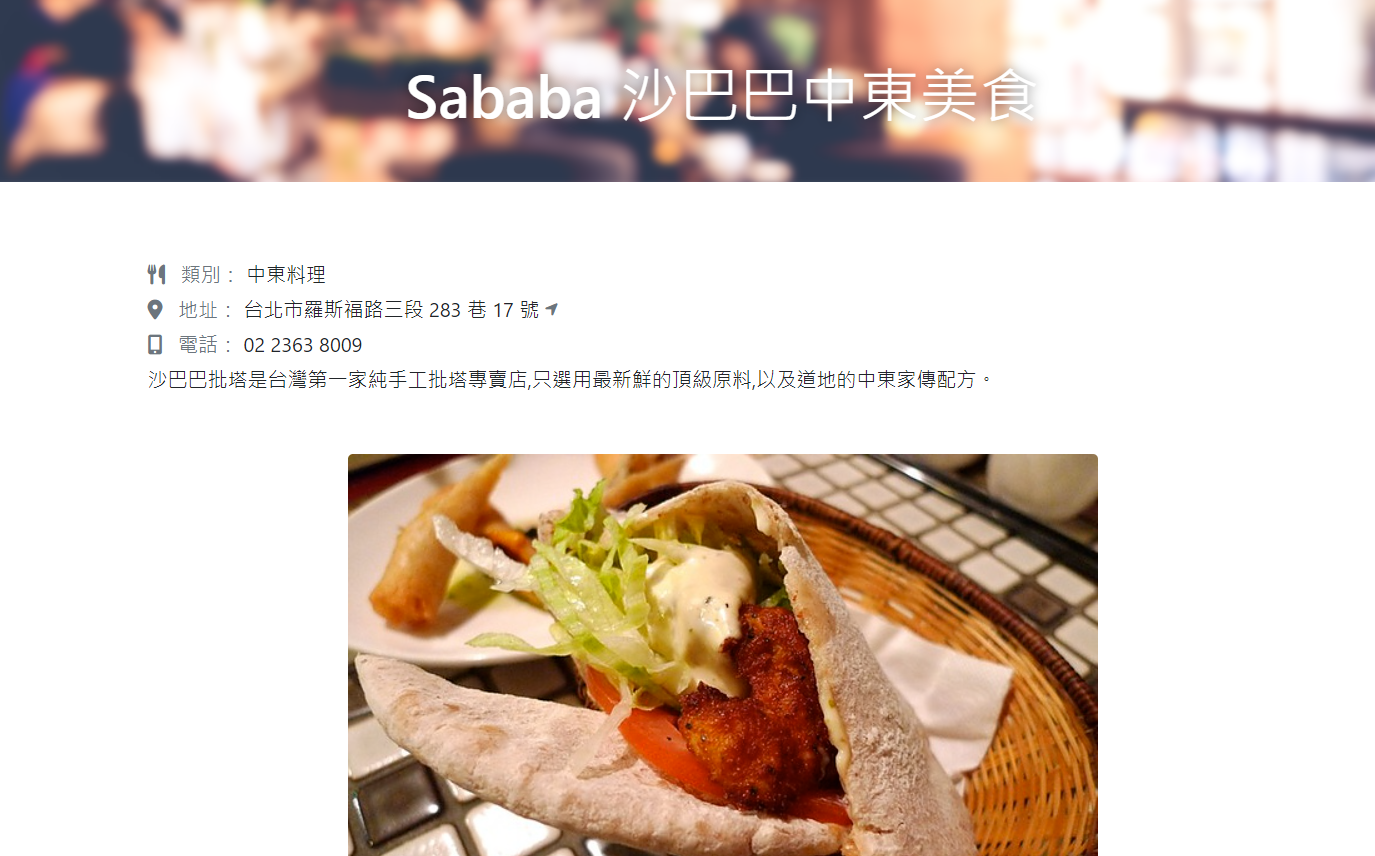 Sababa 沙巴巴中東美食
類別： 中東料理
地址： 台北市羅斯福路三段 283 巷 17 號
電話： 02 2363 8009
沙巴巴批塔是台灣第一家純手工批塔專賣店,只選用最新鮮的頂級原料,以及道地的中東家傳配方。